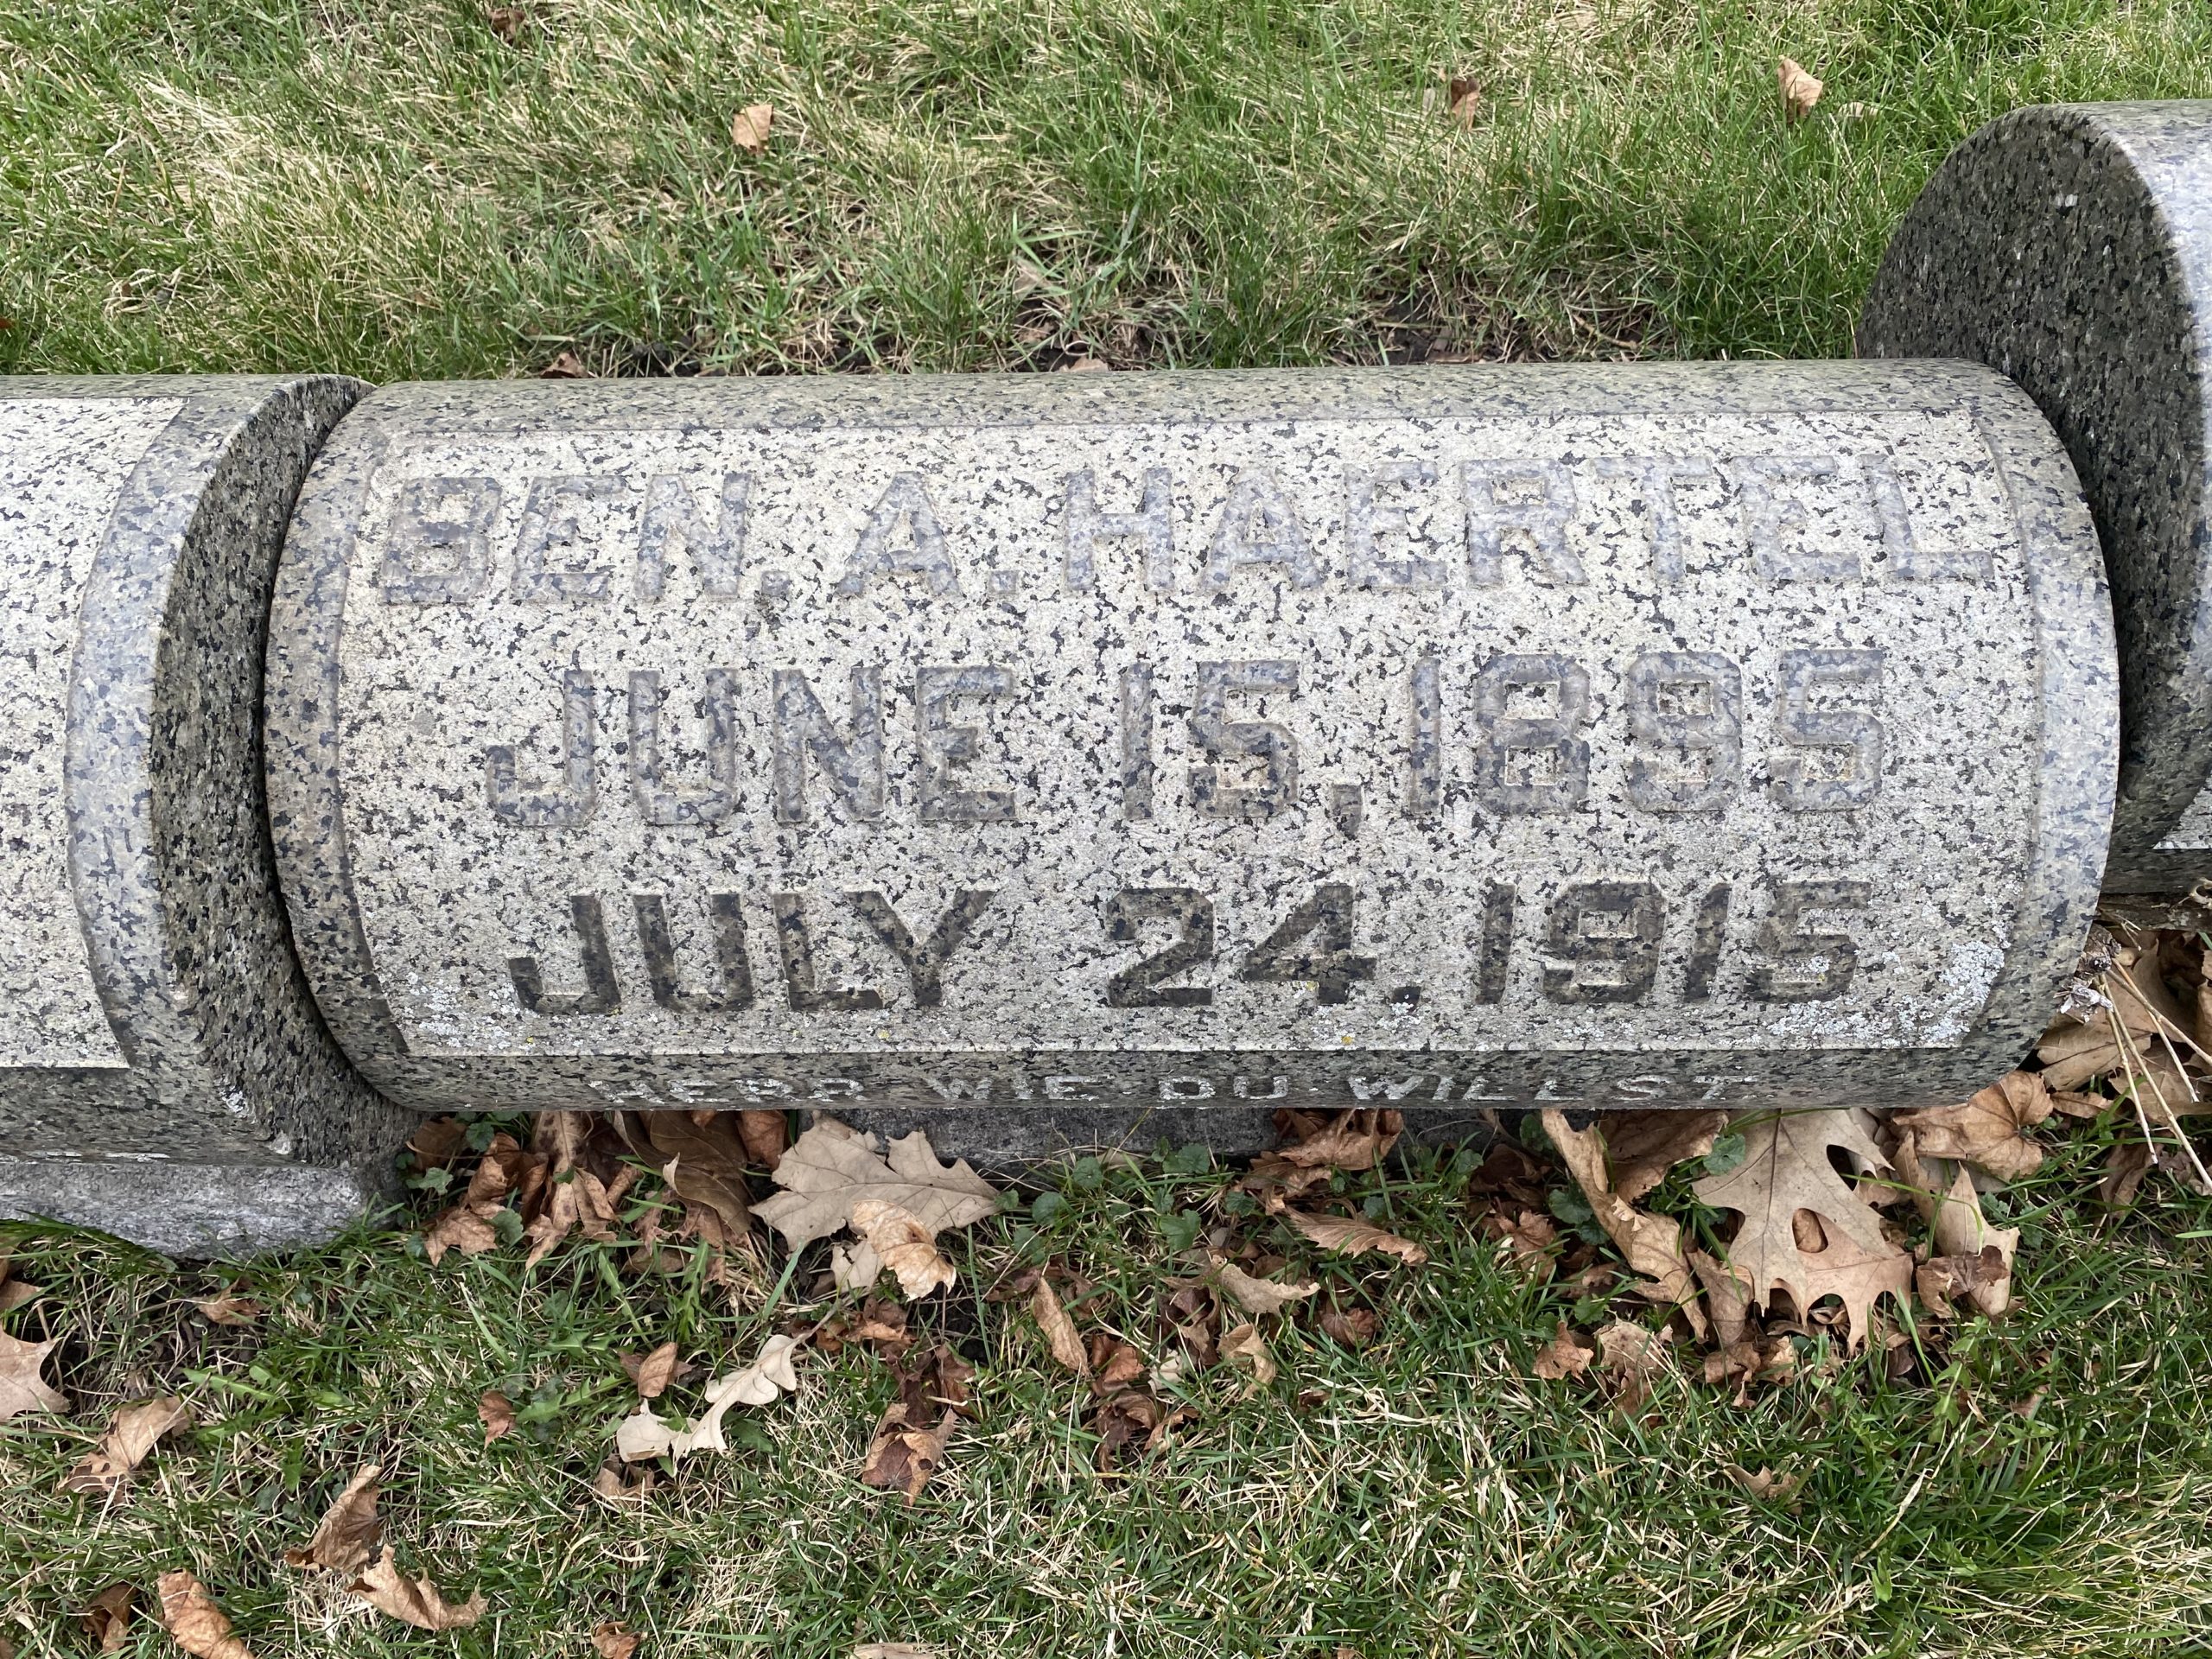 BEN. A. HAERTEL
JUNE 15, 1895
JULY 24, 1915
HERR WIE DU WILLST